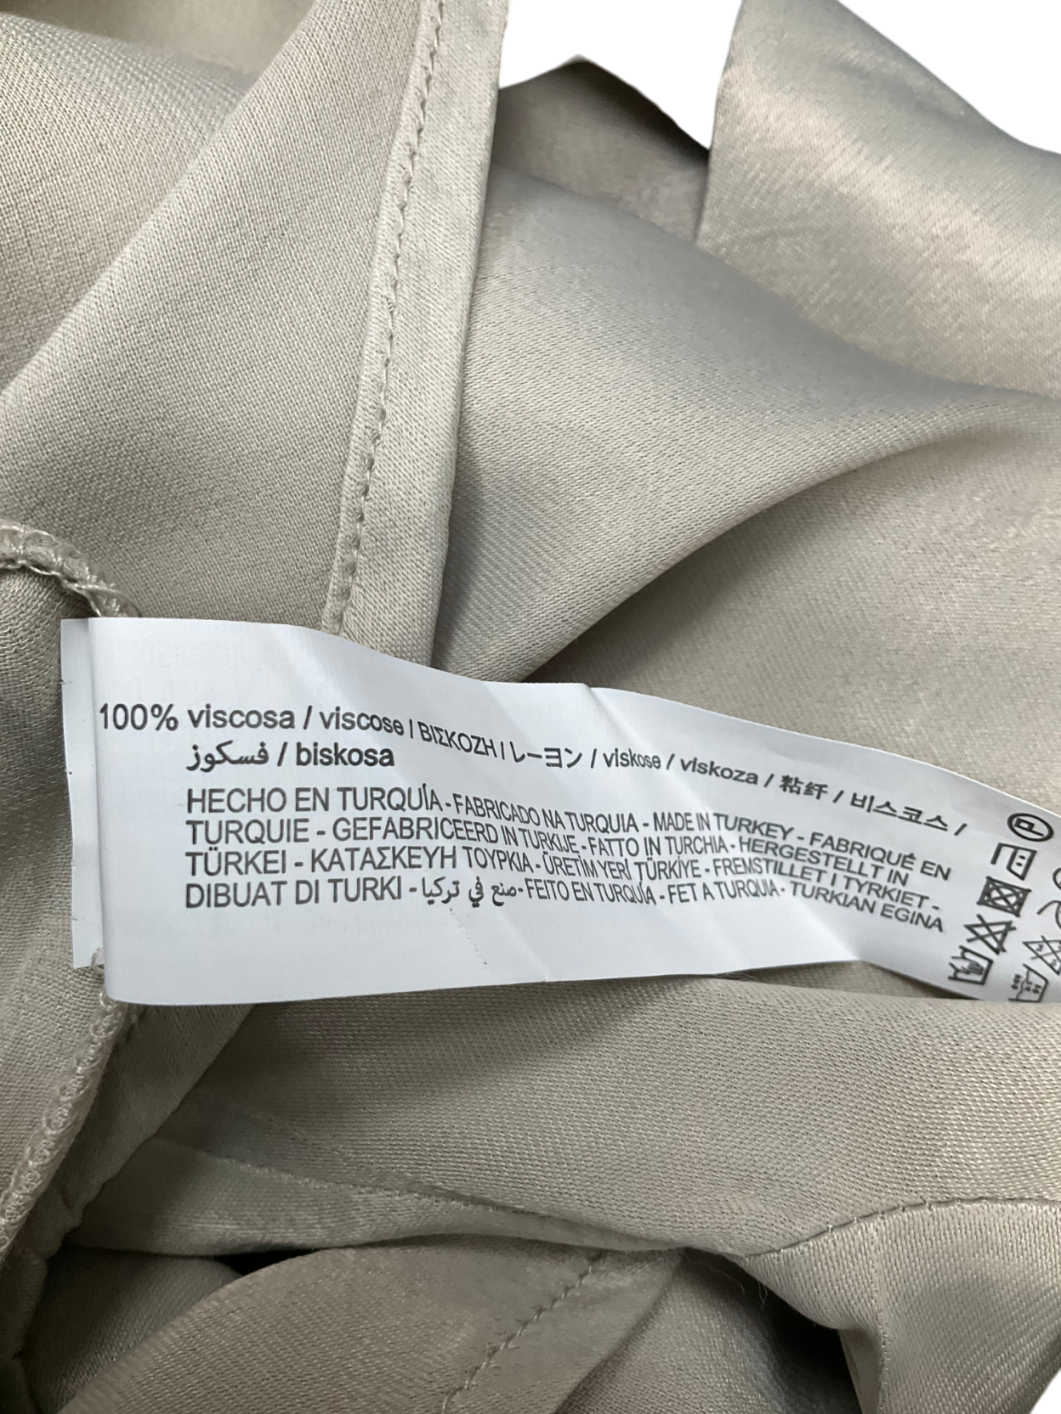 100% viscosa / viscose / ΒΙΣΚΟΖΗ / レーヨン / viskose / viskoza / 粘纤 / 비스코스 /
فسكوز / biskosa
HECHO EN TURQUÍA - FABRICADO NA TURQUIA - MADE IN TURKEY - FABRIQUÉ EN
TURQUIE - GEFABRICEERD IN TURKIJE - FATTO IN TURCHIA - HERGESTELLT IN
TÜRKEI - ΚΑΤΑΣΚΕΥΗ ΤΟΥΡΚΙΑ - ÜRETİM YERİ TÜRKİYE - FREMSTILLET I TYRKIET -
DIBUAT DI TURKI - صنع في تركيا - FEITO EN TURQUÍA - FET A TURQUIA - TURKIAN EGINA